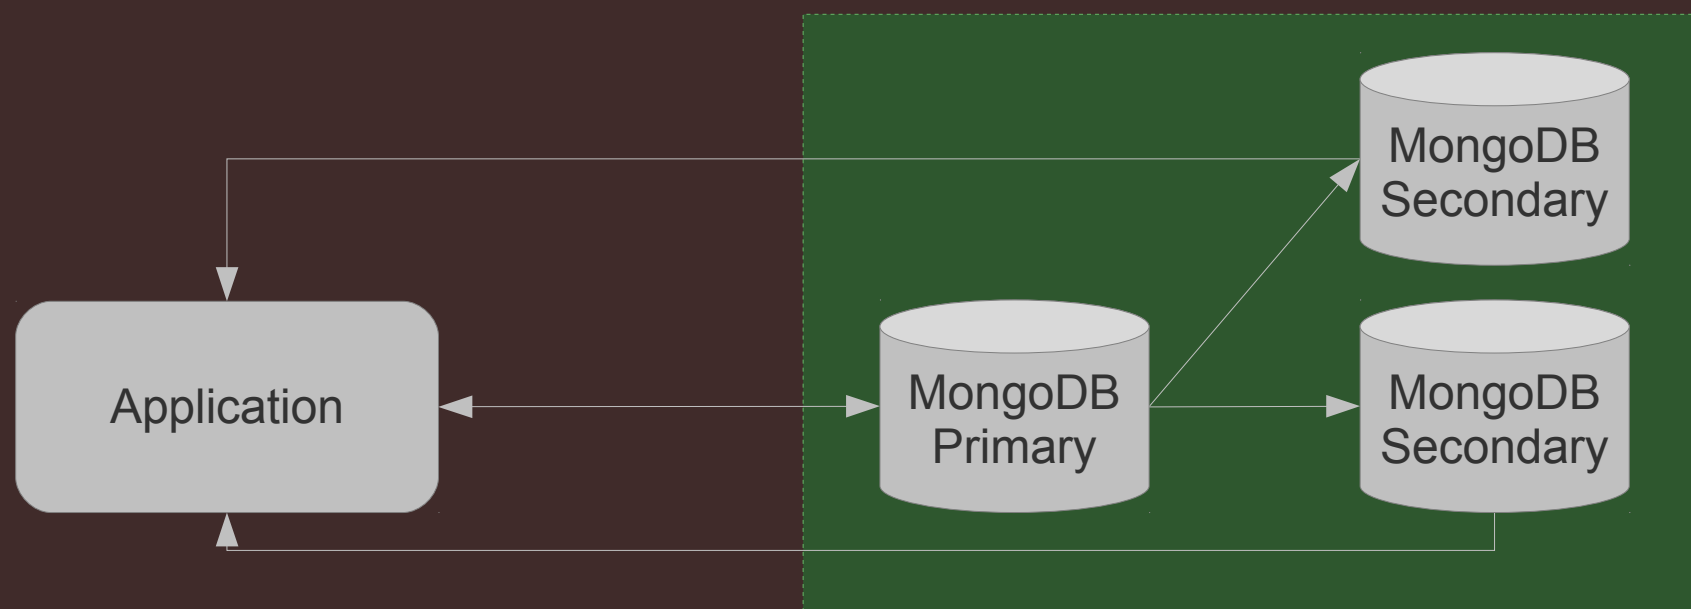 MongoDB
Secondary
Application
MongoDB
Primary
MongoDB
Secondary